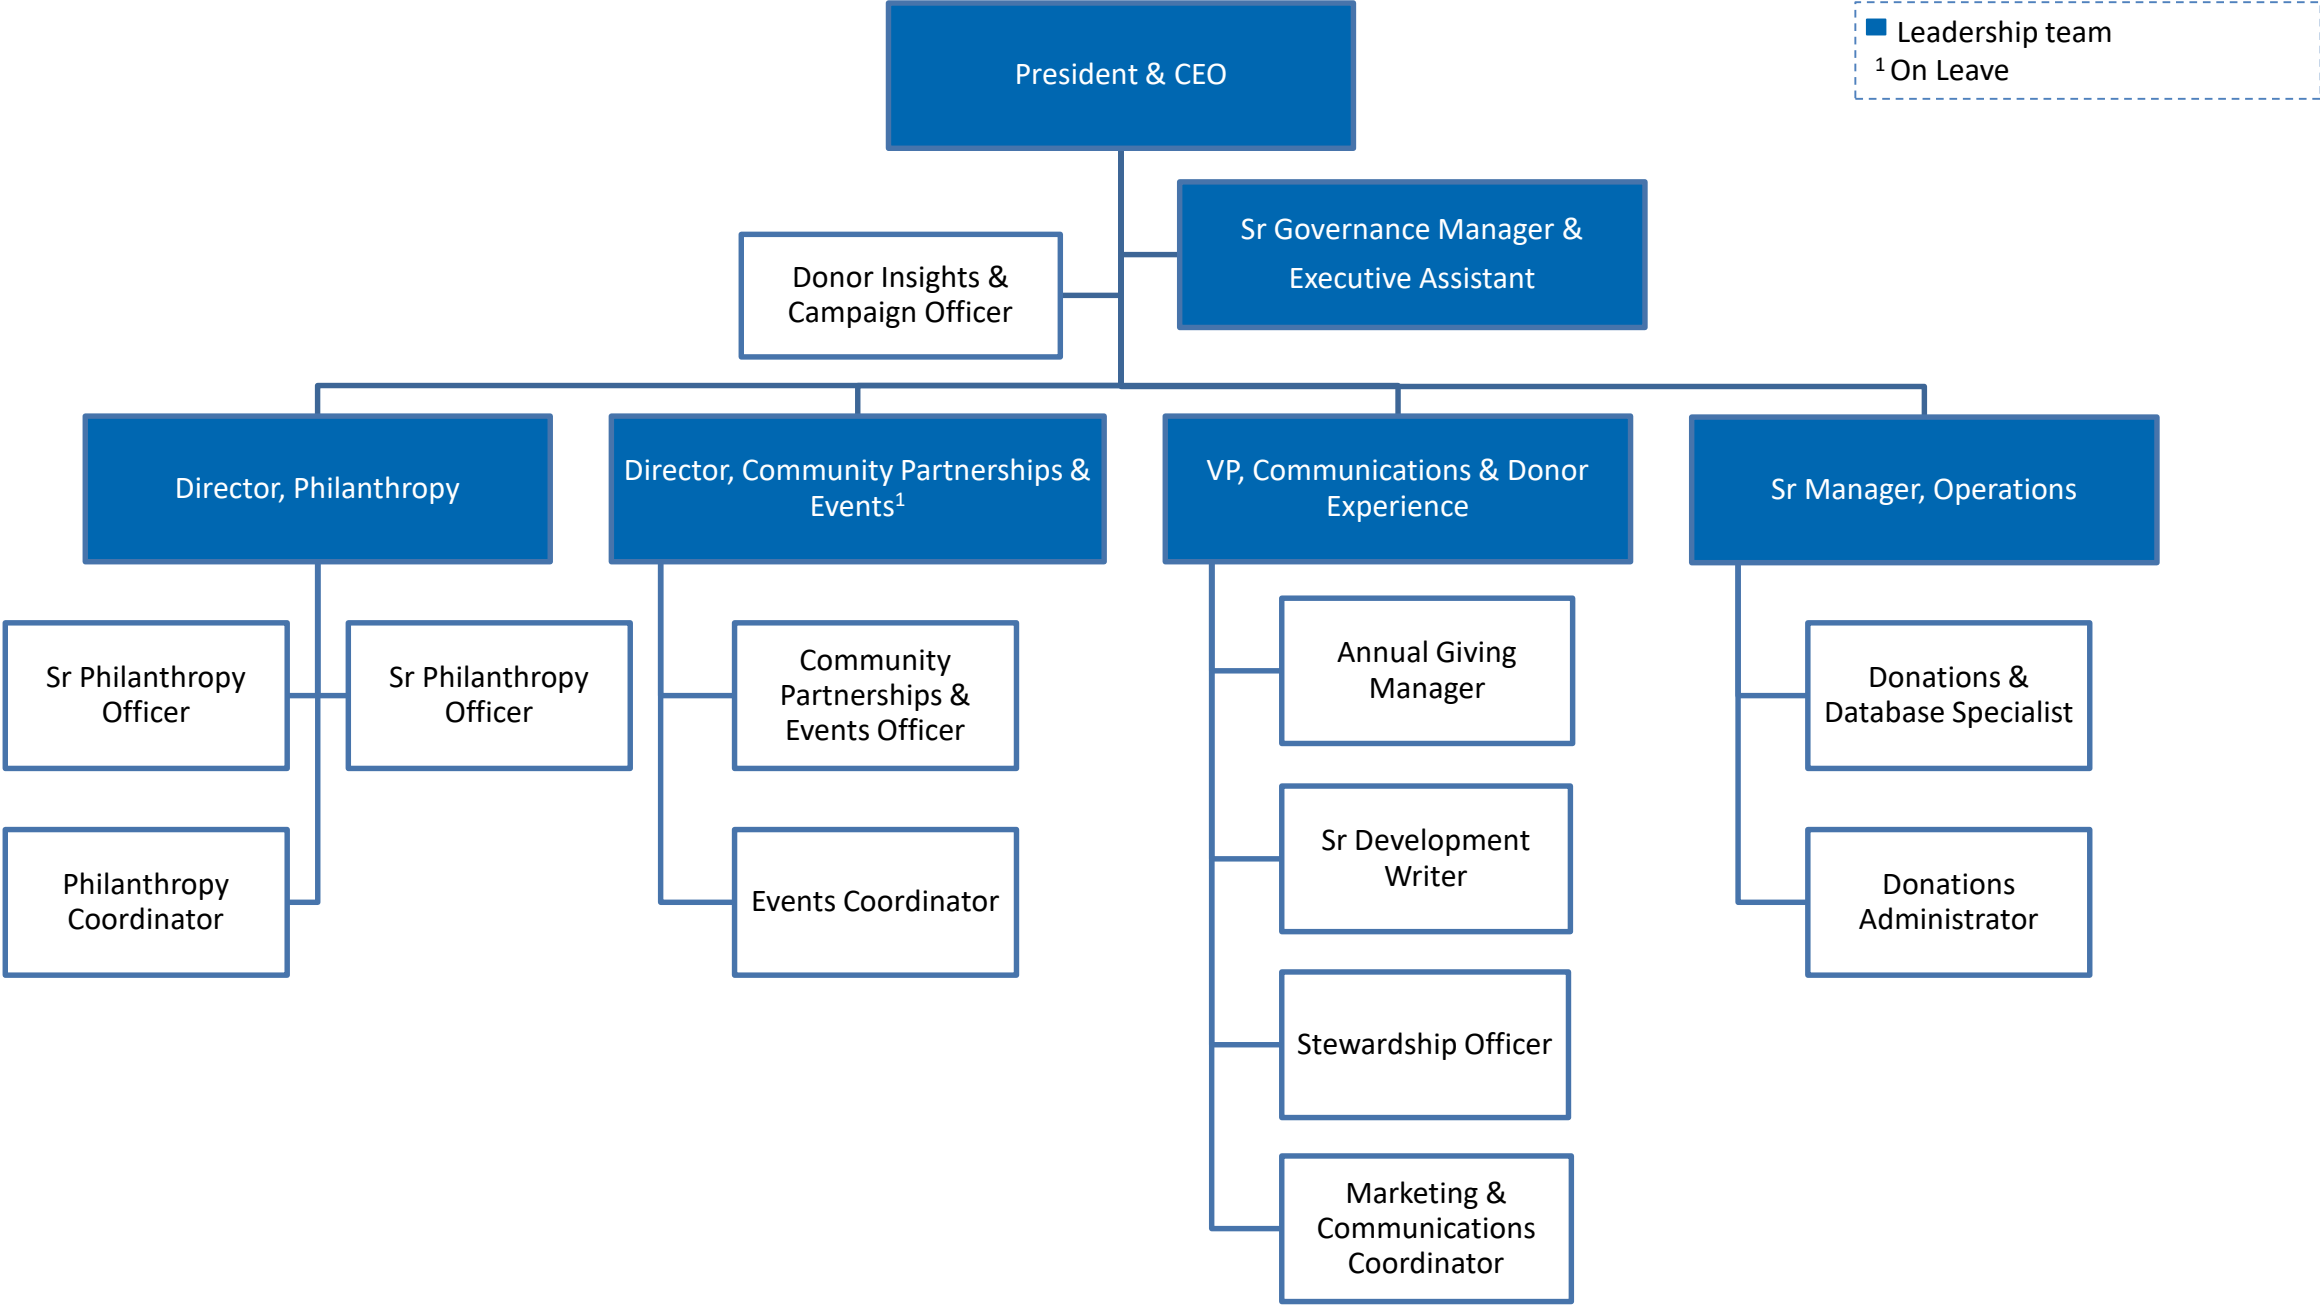 President & CEO
Leadership team
¹ On Leave
Sr Governance Manager &
Executive Assistant
Donor Insights &
Campaign Officer
Director, Philanthropy
Director, Community Partnerships &
Events¹
VP, Communications & Donor
Experience
Sr Manager, Operations
Sr Philanthropy
Officer
Sr Philanthropy
Officer
Community
Partnerships &
Events Officer
Annual Giving
Manager
Donations &
Database Specialist
Philanthropy
Coordinator
Events Coordinator
Sr Development
Writer
Donations
Administrator
Stewardship Officer
Marketing &
Communications
Coordinator